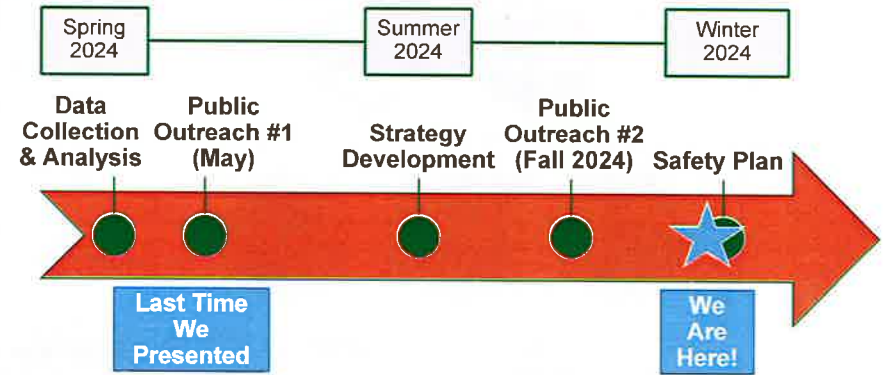 Spring
2024
Summer
2024
Winter
2024
Data
Collection
& Analysis
Public
Outreach #1
(May)
Strategy
Development
Public
Outreach #2
(Fall 2024)
Safety Plan
Last Time
We
Presented
We
Are
Here!